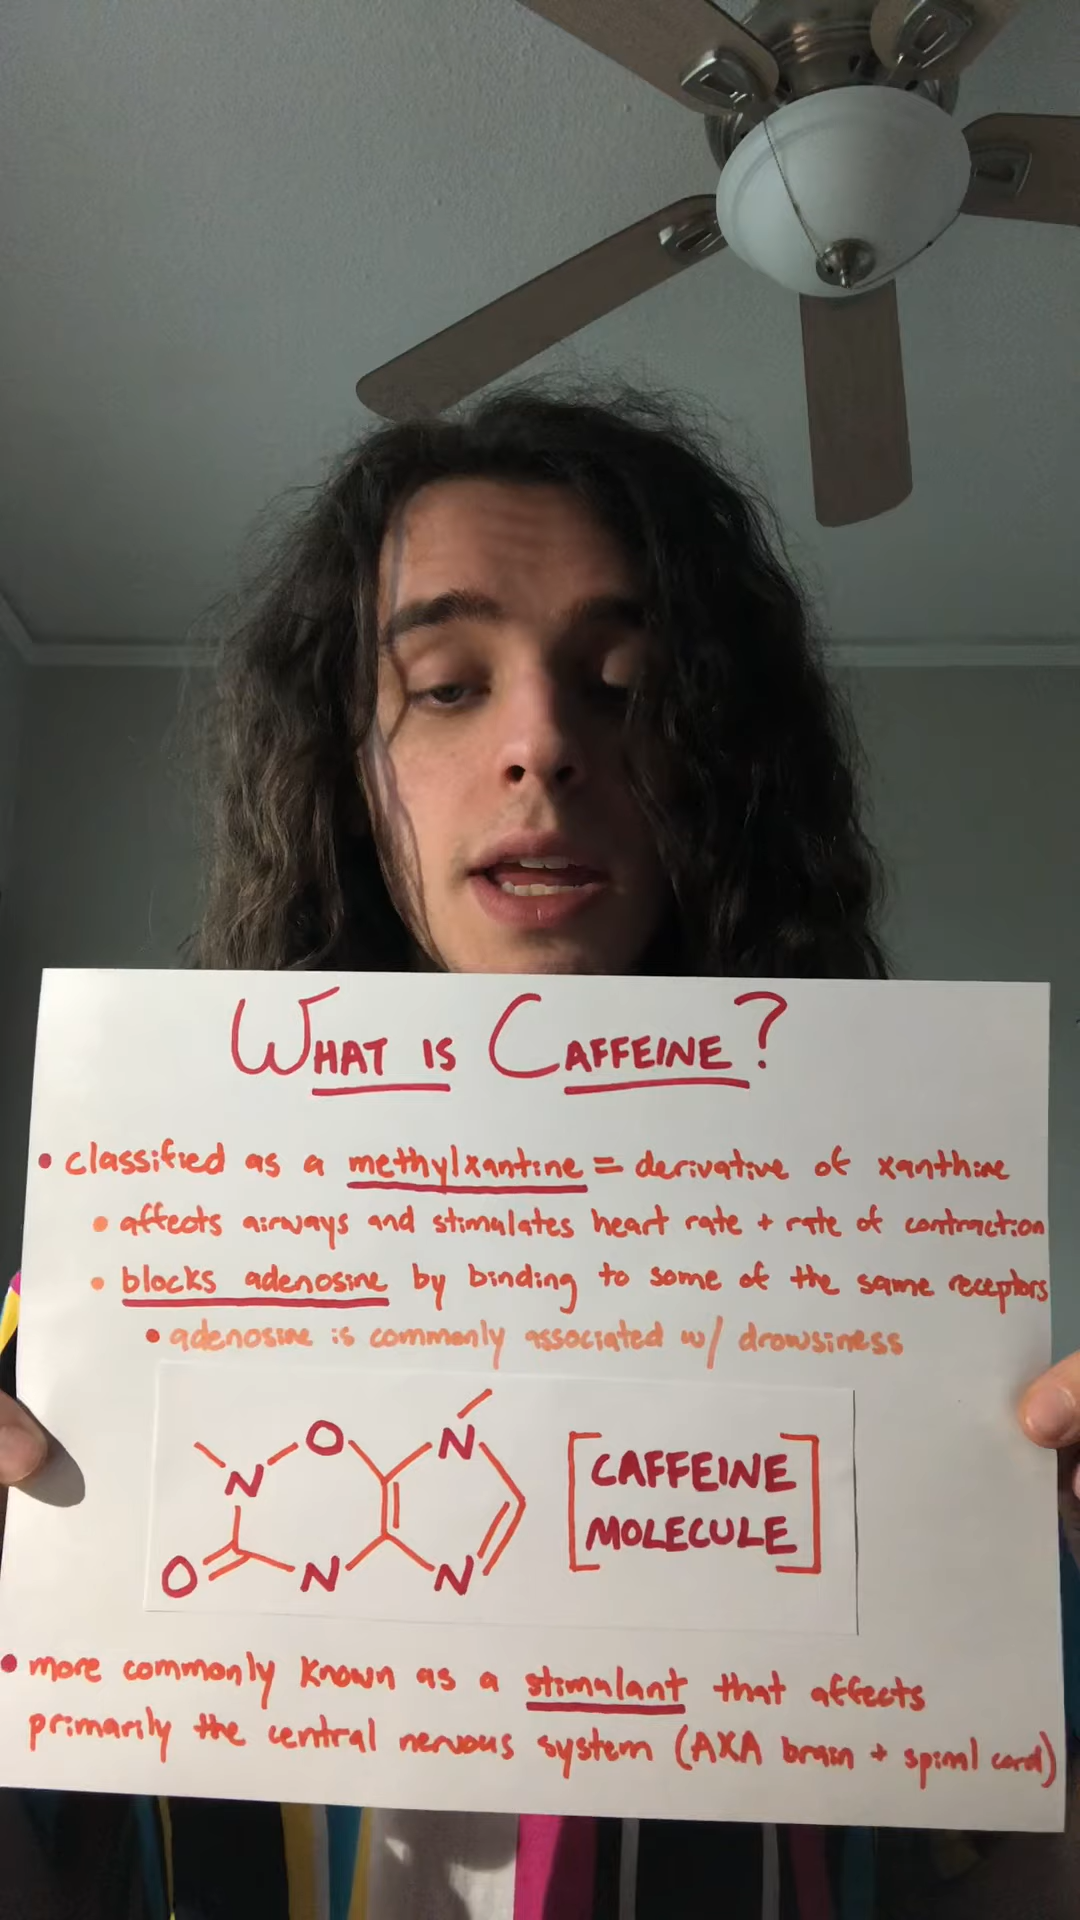 WHAT IS CAFFEINE?
• classified as a methylxantine = derivative of xanthine
• affects airways and stimulates heart rate + rate of contraction
• blocks adenosine by binding to some of the same receptors
• adenosine is commonly associated w/ drowsiness
O N
N
O N N
[CAFFEINE
MOLECULE]
• more commonly known as a stimulant that affects
primarily the central nervous system (AKA brain + spinal cord)